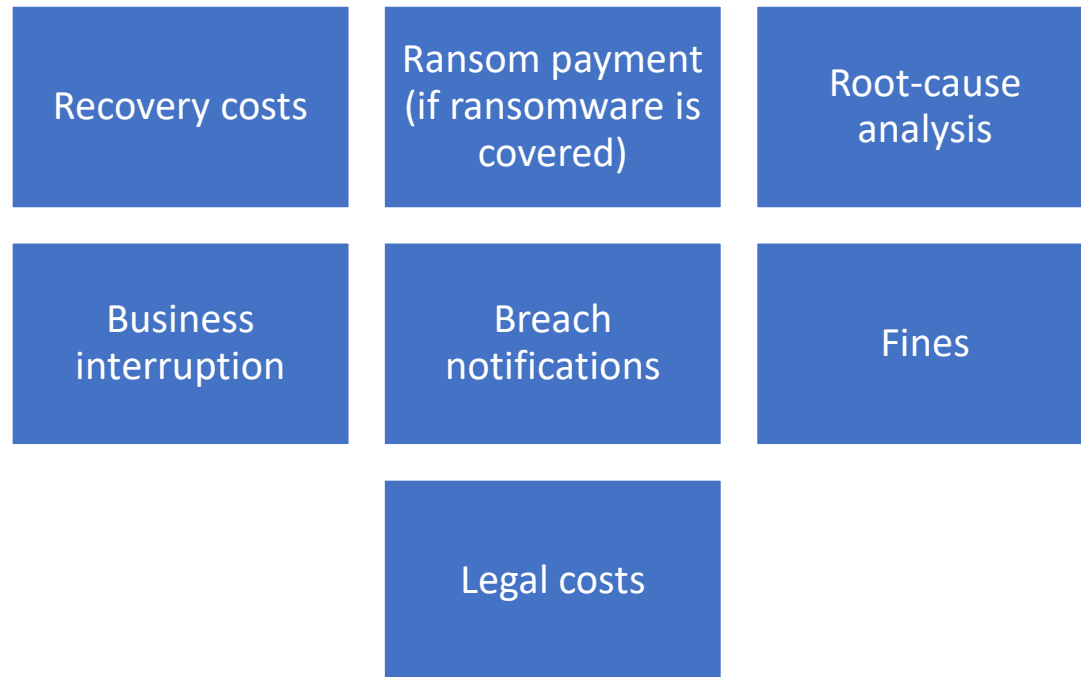 Recovery costs
Ransom payment
(if ransomware is
covered)
Root-cause
analysis
Business
interruption
Breach
notifications
Fines
Legal costs